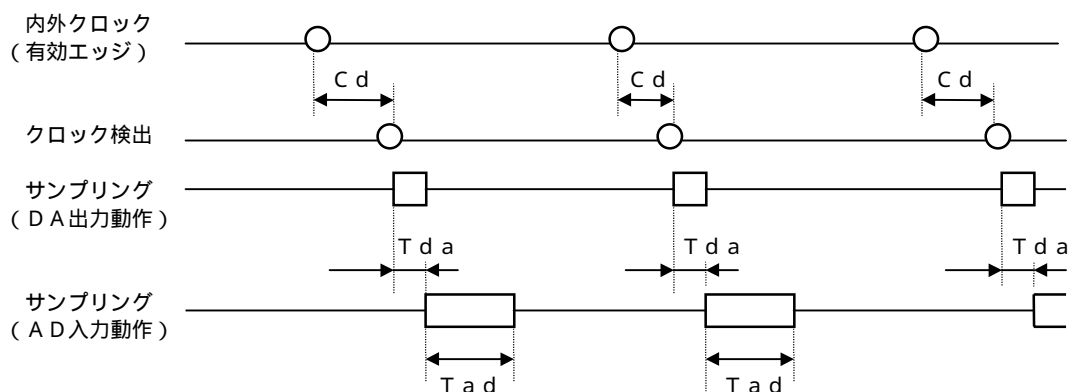 内外クロック
(有効エッジ)
Cd Cd Cd
クロック検出
サンプリング
(DA出力動作)
Tda Tda Tda
サンプリング
(AD入力動作)
Tad Tad